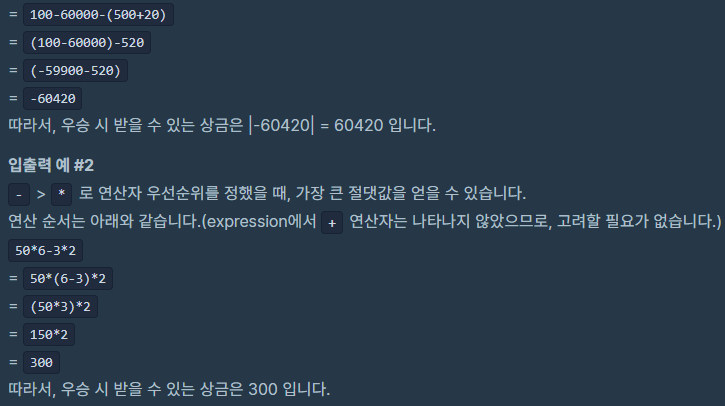 = 100-60000-(500+20)
= (100-60000)-520
= (-59900-520)
= -60420
따라서, 우승 시 받을 수 있는 상금은 |-60420| = 60420 입니다.
입출력 예 #2
- > * 로 연산자 우선순위를 정했을 때, 가장 큰 절댓값을 얻을 수 있습니다.
연산 순서는 아래와 같습니다.(expression에서 + 연산자는 나타나지 않았으므로, 고려할 필요가 없습니다.)
50*6-3*2
= 50*(6-3)*2
= (50*3)*2
= 150*2
= 300
따라서, 우승 시 받을 수 있는 상금은 300 입니다.